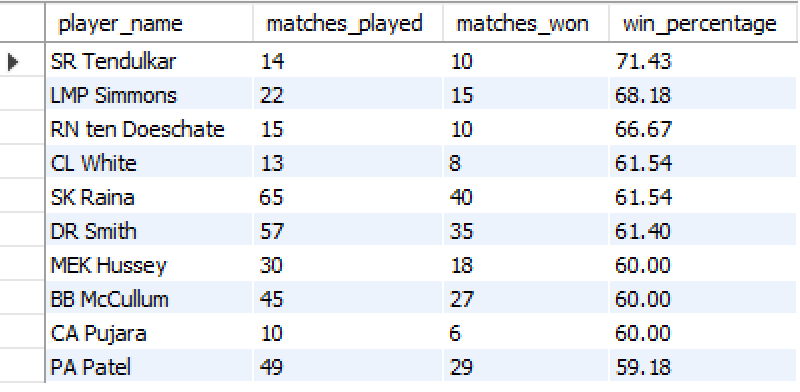 player_name matches_played matches_won win_percentage
SR Tendulkar 14 10 71.43
LMP Simmons 22 15 68.18
RN ten Doeschate 15 10 66.67
CL White 13 8 61.54
SK Raina 65 40 61.54
DR Smith 57 35 61.40
MEK Hussey 30 18 60.00
BB McCullum 45 27 60.00
CA Pujara 10 6 60.00
PA Patel 49 29 59.18